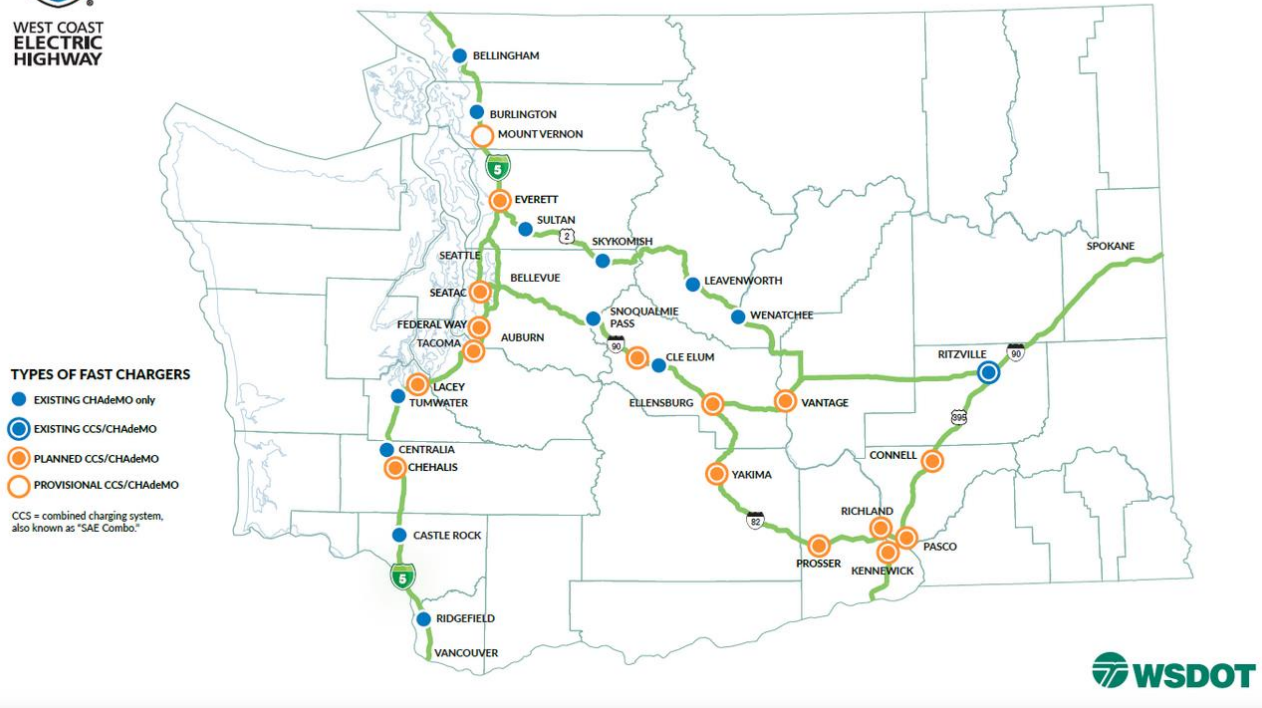 ®
WEST COAST
ELECTRIC
HIGHWAY
BELLINGHAM
BURLINGTON
MOUNT VERNON
5
EVERETT
SULTAN
2
SKYKOMISH
SPOKANE
SEATTLE
BELLEVUE
LEAVENWORTH
SEATAC
SNOQUALMIE
PASS
WENATCHEE
FEDERAL WAY
AUBURN
TACOMA
90
CLE ELUM
RITZVILLE
90
TYPES OF FAST CHARGERS
EXISTING CHAdeMO only
EXISTING CCS/CHAdeMO
PLANNED CCS/CHAdeMO
PROVISIONAL CCS/CHAdeMO
CCS = combined charging system,
also known as “SAE Combo.”
LACEY
TUMWATER
ELLENSBURG
VANTAGE
395
CENTRALIA
CHEHALIS
CONNELL
YAKIMA
RICHLAND
82
CASTLE ROCK
PASCO
PROSSER
KENNEWICK
5
RIDGEFIELD
VANCOUVER
WSDOT